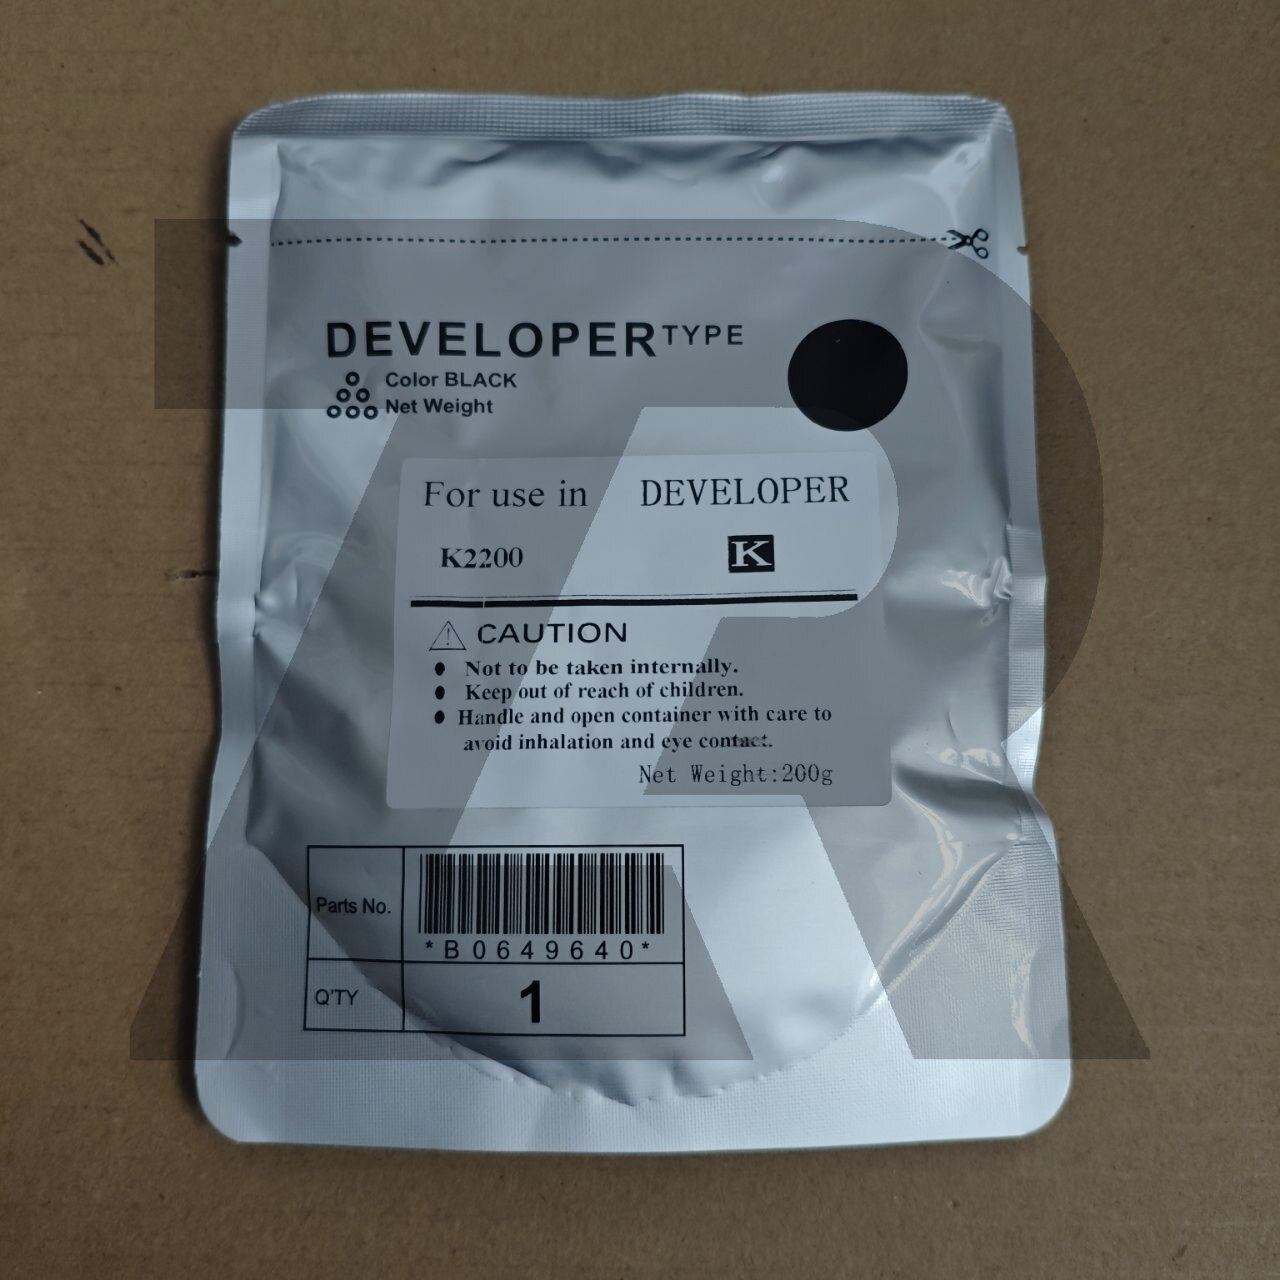 DEVELOPER TYPE
Color BLACK
Net Weight
For use in DEVELOPER
K2200 K
CAUTION
● Not to be taken internally.
● Keep out of reach of children.
● Handle and open container with care to
avoid inhalation and eye contact.
Net Weight:200g
Parts No.
*B0649640*
Q'TY 1